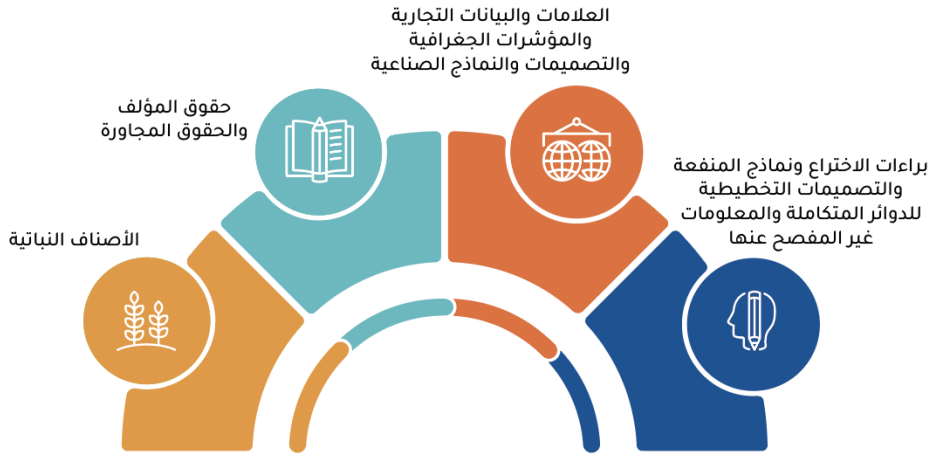 براءات الاختراع ونماذج المنفعة
والتصميمات التخطيطية
للدوائر المتكاملة والمعلومات
غير المفصح عنها
العلامات والبيانات التجارية
والمؤشرات الجغرافية
والتصميمات والنماذج الصناعية
حقوق المؤلف
والحقوق المجاورة
الأصناف النباتية